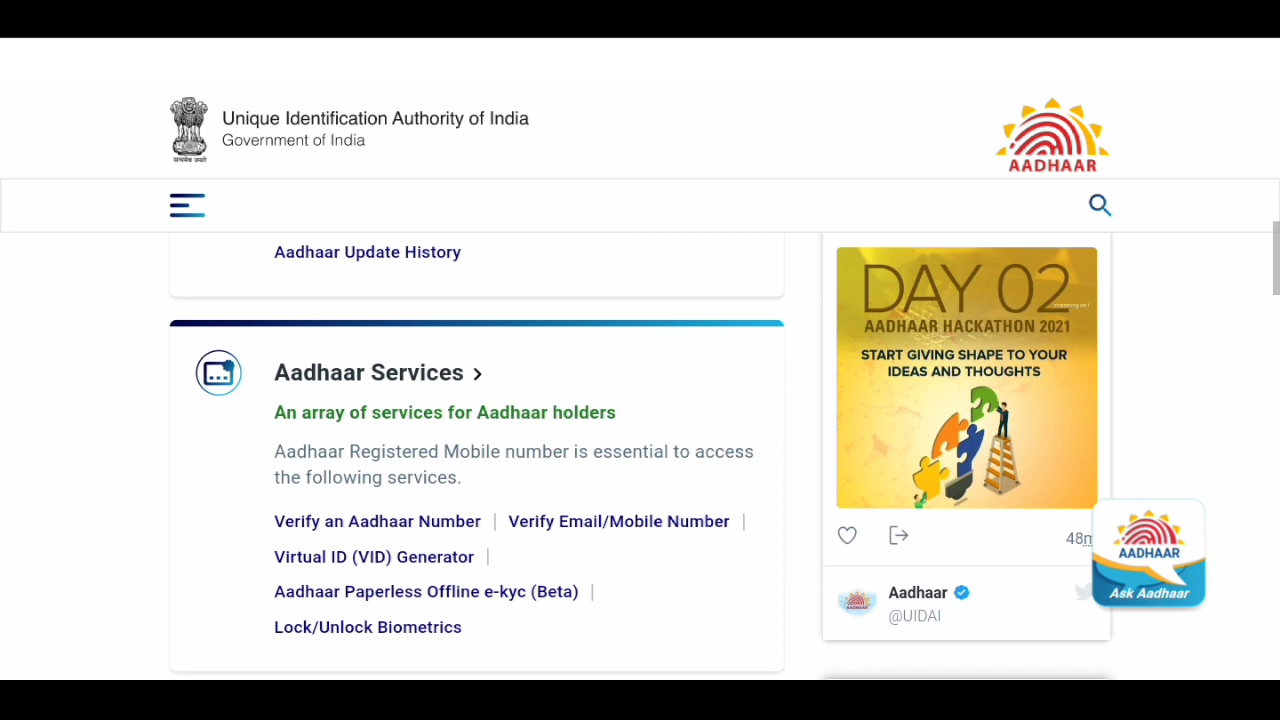 Unique Identification Authority of India
Government of India
AADHAAR
Aadhaar Update History
Aadhaar Services
An array of services for Aadhaar holders
Aadhaar Registered Mobile number is essential to access
the following services.
Verify an Aadhaar Number | Verify Email/Mobile Number |
Virtual ID (VID) Generator |
Aadhaar Paperless Offline e-kyc (Beta) |
Lock/Unlock Biometrics
DAY 02
AADHAAR HACKATHON 2021
START GIVING SHAPE TO YOUR
IDEAS AND THOUGHTS
48m
Aadhaar
@UIDAI
AADHAAR
Ask Aadhaar